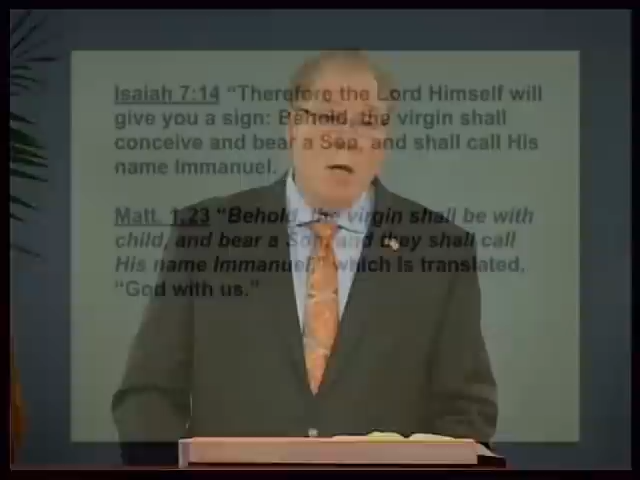 Isaiah 7:14 “Therefore the Lord Himself will
give you a sign: Behold, the virgin shall
conceive and bear a Son, and shall call His
name Immanuel.
Matt. 1.23 “Behold, the virgin shall be with
child, and bear a Son, and they shall call
His name Immanuel,” which is translated,
“God with us.”